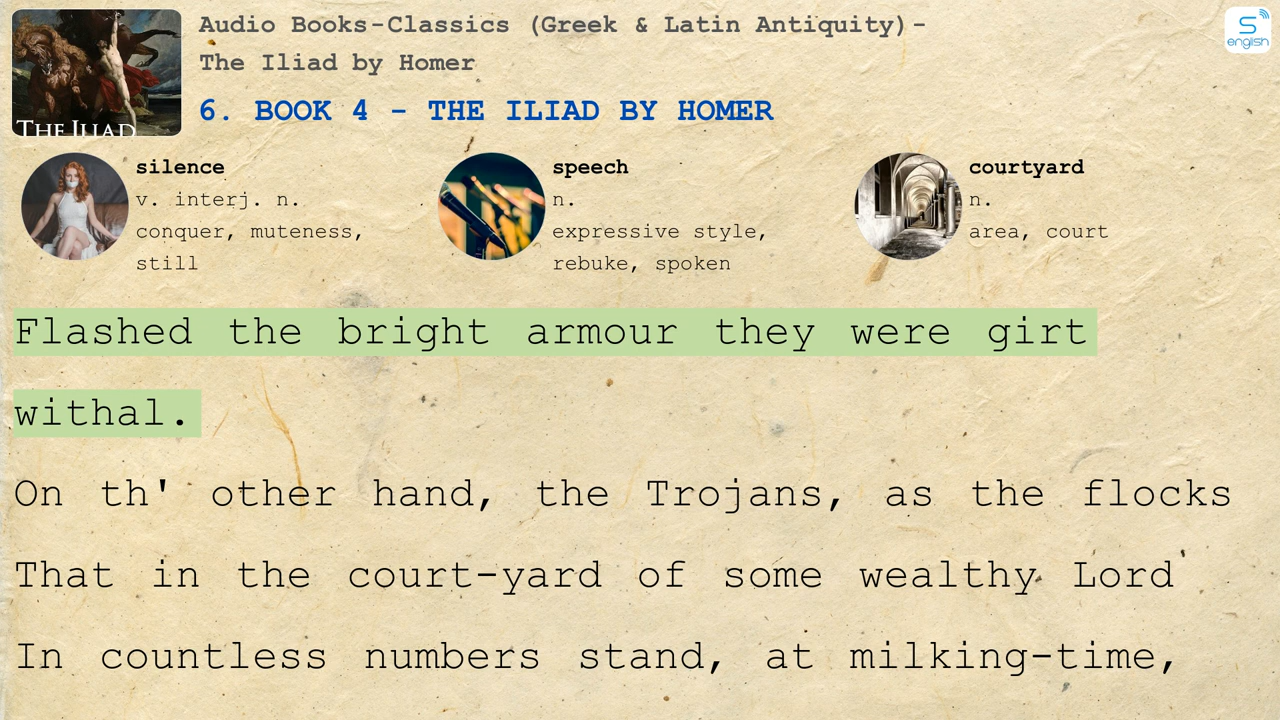 Audio Books-Classics (Greek & Latin Antiquity)-
The Iliad by Homer
6. BOOK 4 - THE ILIAD BY HOMER
THE ILIAD
S
english
silence
v. interj. n.
conquer, muteness,
still
speech
n.
expressive style,
rebuke, spoken
courtyard
n.
area, court
Flashed the bright armour they were girt
withal.
On th' other hand, the Trojans, as the flocks
That in the court-yard of some wealthy Lord
In countless numbers stand, at milking-time,